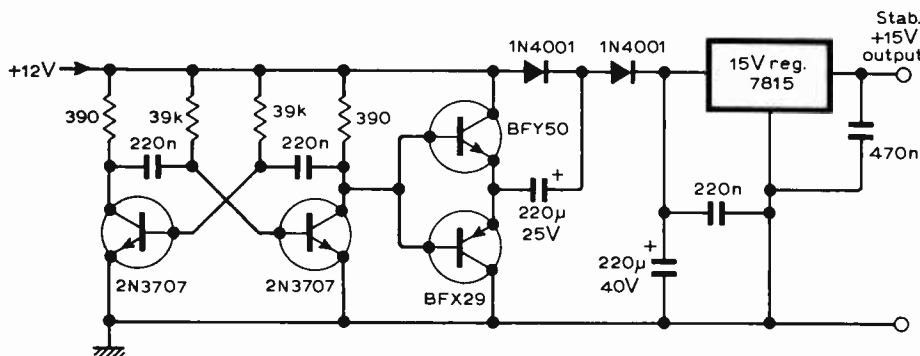 Stab.
+15V
output
1N4001
1N4001
+12V
15V reg.
7815
390
39k
39k
390
BFY50
220n
220n
470n
+
220μ
25V
220n
+
220μ
40V
2N3707
2N3707
BFX29